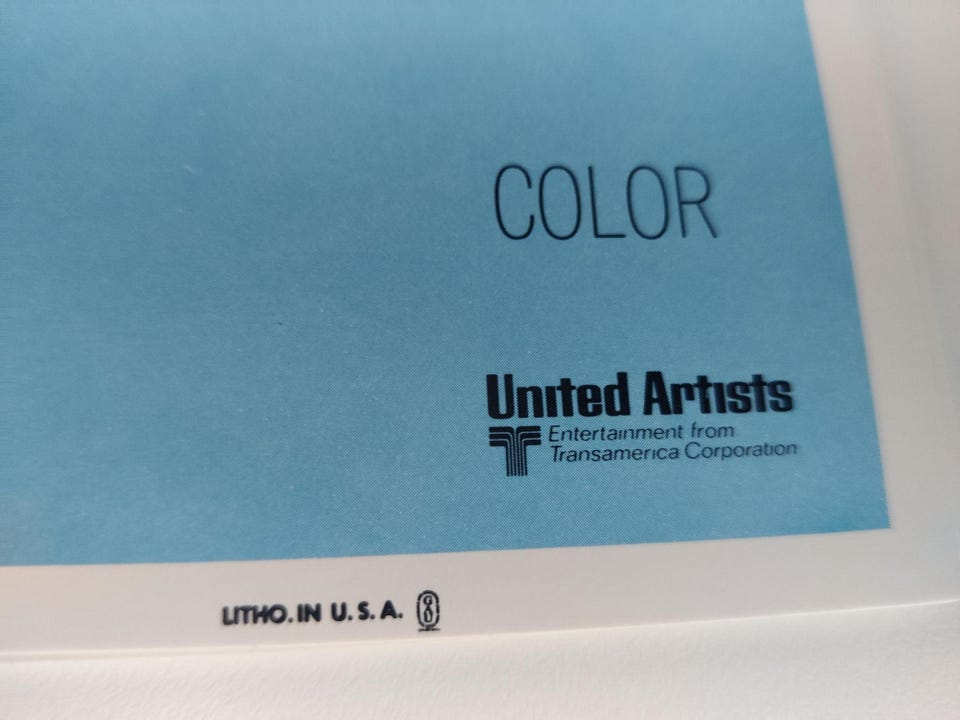 COLOR
United Artists
Entertainment from
Transamerica Corporation
LITHO. IN U. S. A.